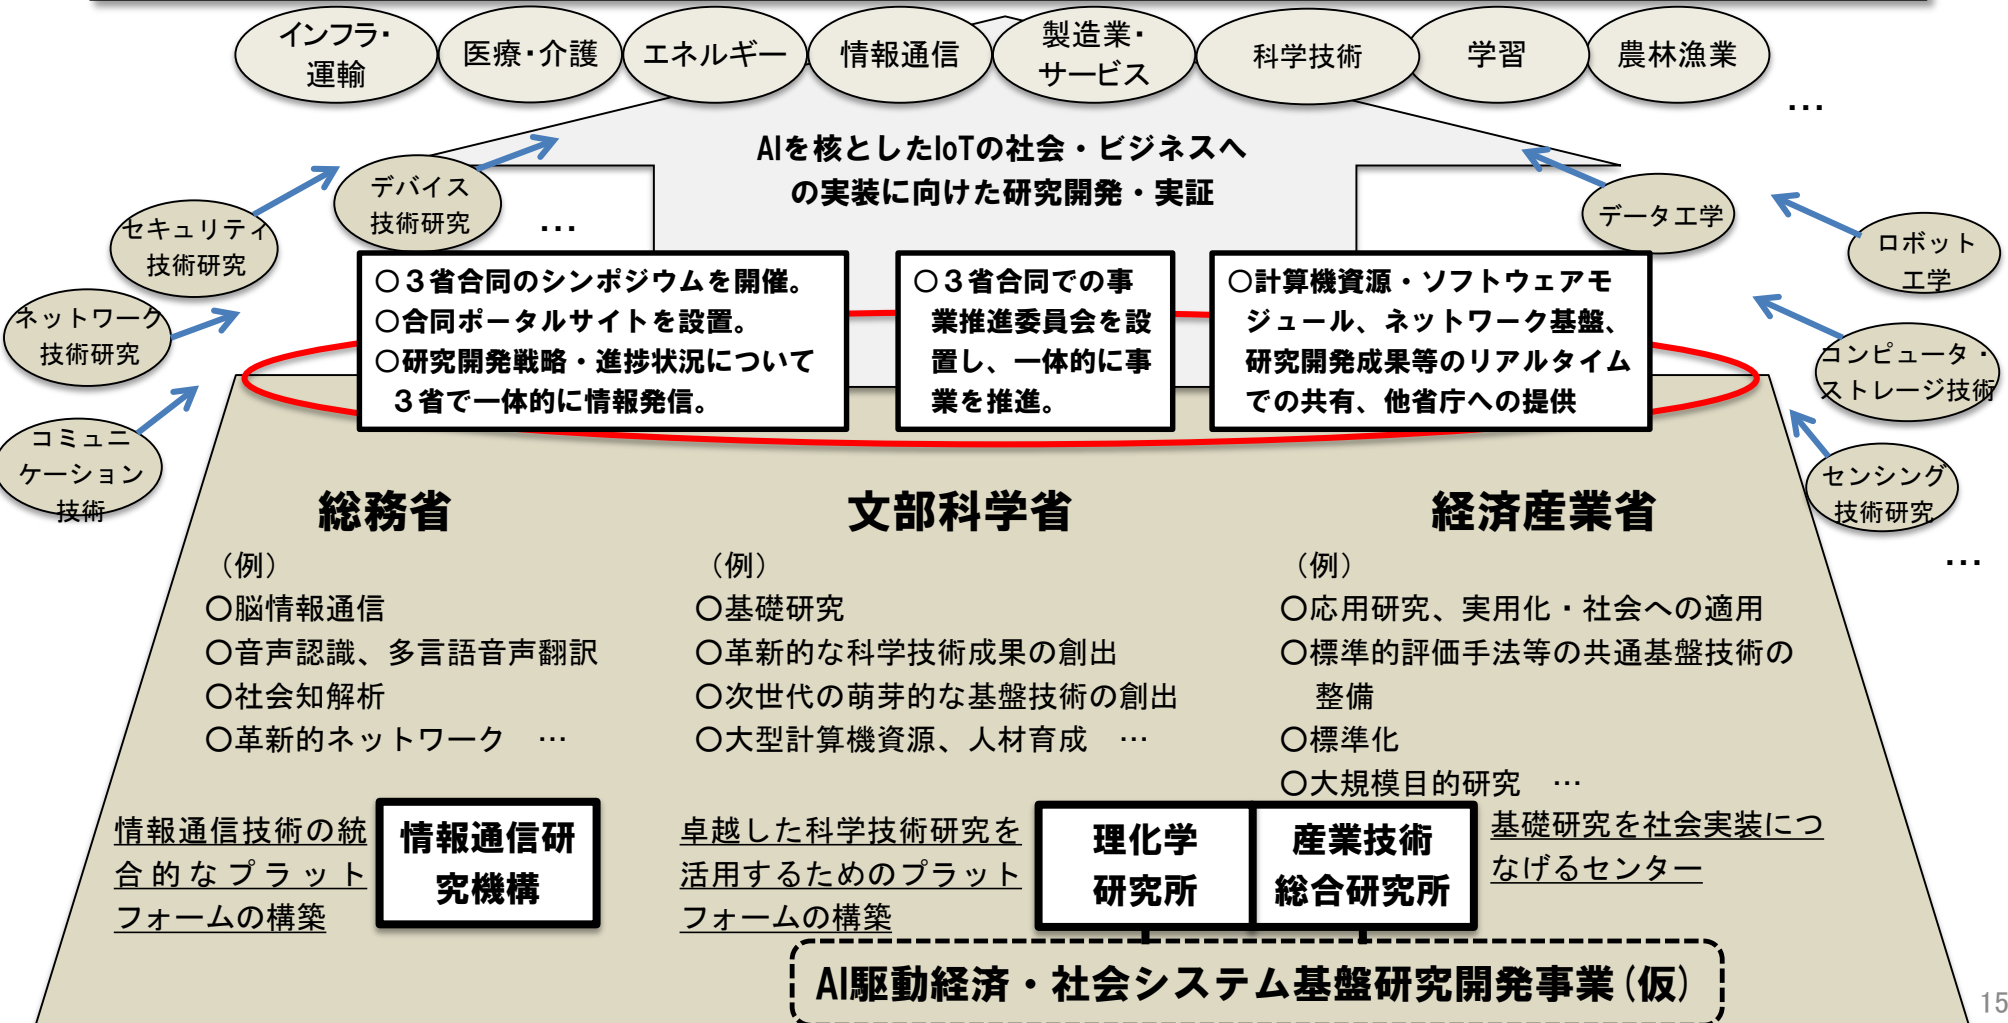 インフラ・
運輸
医療・介護
エネルギー
情報通信
製造業・
サービス
科学技術
学習
農林漁業
…
AIを核としたIoTの社会・ビジネスへ
の実装に向けた研究開発・実証
デバイス
技術研究
…
セキュリティ
技術研究
ネットワーク
技術研究
コミュニ
ケーション
技術
データ工学
ロボット
工学
コンピュータ・
ストレージ技術
センシング
技術研究
…
〇３省合同のシンポジウムを開催。
〇合同ポータルサイトを設置。
〇研究開発戦略・進捗状況について
３省で一体的に情報発信。
〇３省合同での事
業推進委員会を設
置し、一体的に事
業を推進。
〇計算機資源・ソフトウェアモ
ジュール、ネットワーク基盤、
研究開発成果等のリアルタイム
での共有、他省庁への提供
総務省
（例）
〇脳情報通信
〇音声認識、多言語音声翻訳
〇社会知解析
〇革新的ネットワーク　…
情報通信技術の統
合的なプラット
フォームの構築
情報通信研
究機構
文部科学省
（例）
〇基礎研究
〇革新的な科学技術成果の創出
〇次世代の萌芽的な基盤技術の創出
〇大型計算機資源、人材育成　…
卓越した科学技術研究を
活用するためのプラット
フォームの構築
理化学
研究所
経済産業省
（例）
〇応用研究、実用化・社会への適用
〇標準的評価手法等の共通基盤技術の
整備
〇標準化
〇大規模目的研究　…
産業技術
総合研究所
基礎研究を社会実装につ
なげるセンター
AI駆動経済・社会システム基盤研究開発事業(仮)
15